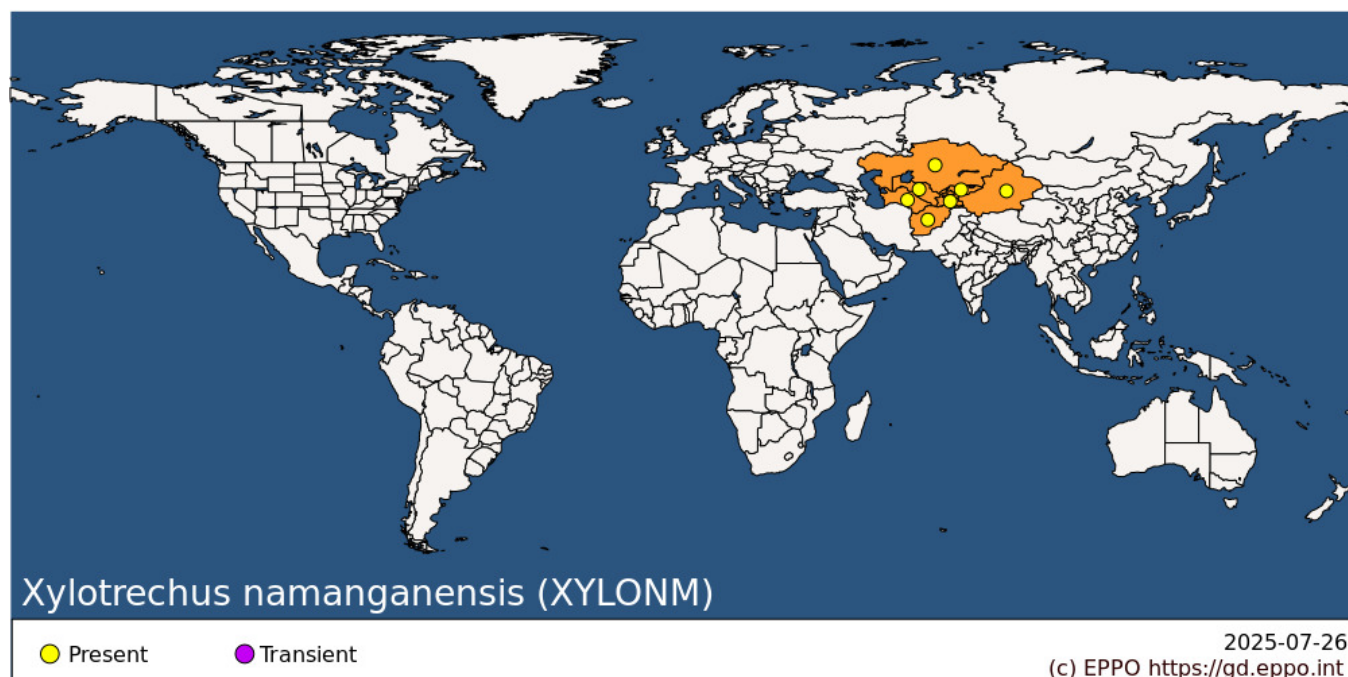 Xylotrechus namanganensis (XYLONM)
Present
Transient
2025-07-26
(c) EPPO https://gd.eppo.int